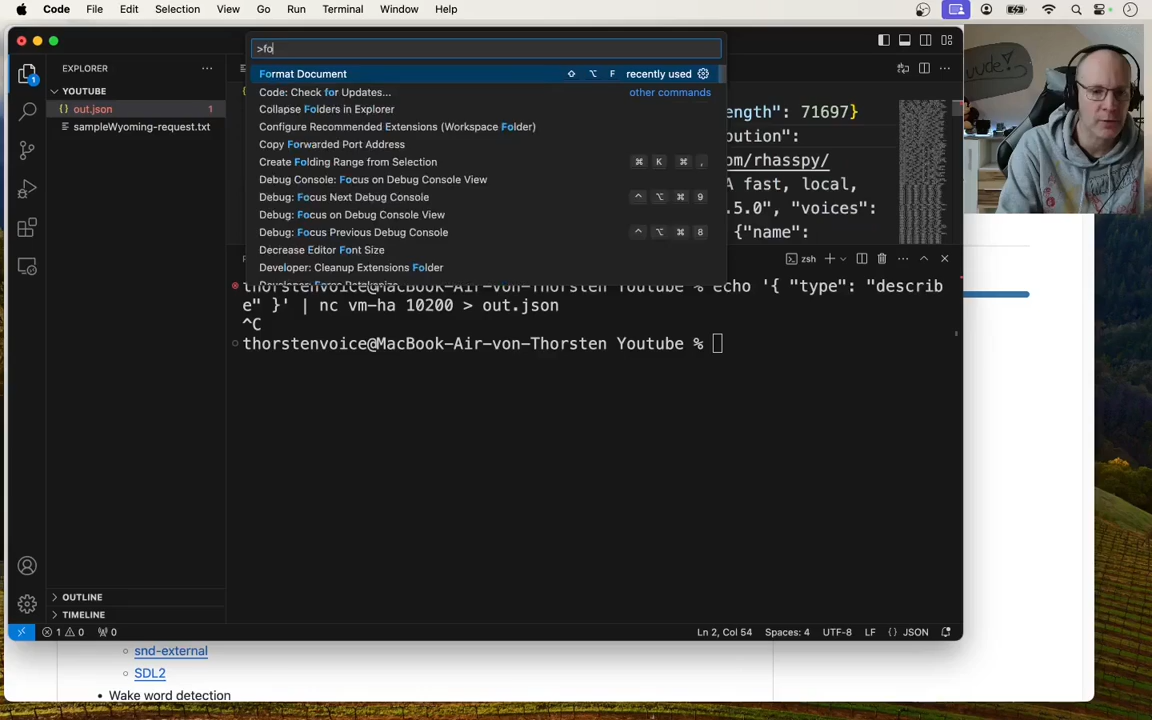 Code File Edit Selection View Go Run Terminal Window Help
>fo
EXPLORER
YOUTUBE
out.json 1
sampleWyoming-request.txt
Format Document F recently used
Code: Check for Updates... other commands
Collapse Folders in Explorer
Configure Recommended Extensions (Workspace Folder)
Copy Forwarded Port Address
Create Folding Range from Selection ⌘ K ⌘ ,
Debug Console: Focus on Debug Console View
Debug: Focus Next Debug Console ^ ⌥ ⌘ 9
Debug: Focus on Debug Console View
Debug: Focus Previous Debug Console ^ ⌥ ⌘ 8
Decrease Editor Font Size
Developer: Cleanup Extensions Folder
ength": 71697}
bution":
om/rhasspy/
A fast, local,
.5.0", "voices":
{"name":
zsh
thorstenvoice@MacBook-Air-von-Thorsten Youtube % echo '{ "type": "describ
e" }' | nc vm-ha 10200 > out.json
^C
thorstenvoice@MacBook-Air-von-Thorsten Youtube %
OUTLINE
TIMELINE
1 0 0 Ln 2, Col 54 Spaces: 4 UTF-8 LF {} JSON
snd-external
SDL2
Wake word detection